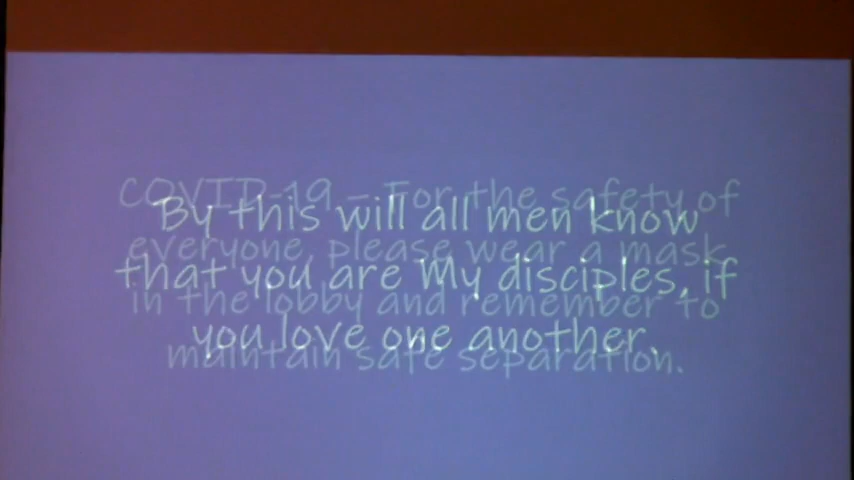 COVID-19 - For the safety of
By this will all men know
everyone, please wear a mask
that you are My disciples, if
in the lobby and remember to
you love one another.
maintain safe separation.